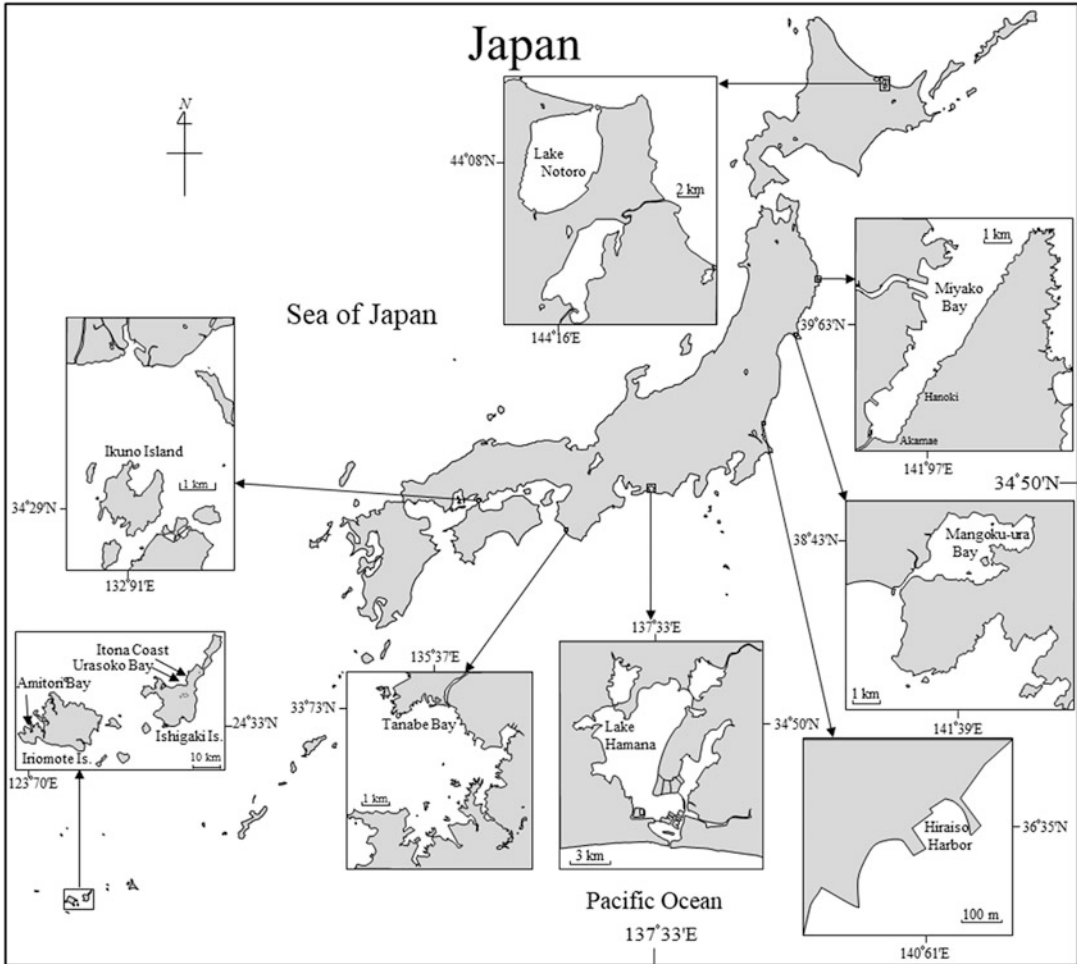 Japan
N
Sea of Japan
44°08'N
Lake
Notoro
2 km
144°16'E
1 km
Miyako
Bay
39°63'N
Hanoki
Akamae
141°97'E
34°50'N
Ikuno Island
1 km
34°29'N
132°91'E
38°43'N
Mangoku-ura
Bay
1 km
141°39'E
Itona Coast
Urasoko Bay
Amitori Bay
24°33'N
Ishigaki Is.
Iriomote Is.
10 km
123°70'E
135°37'E
33°73'N
Tanabe Bay
1 km
137°33'E
34°50'N
Lake
Hamana
3 km
Hiraiso
Harbor
36°35'N
100 m
140°61'E
Pacific Ocean
137°33'E